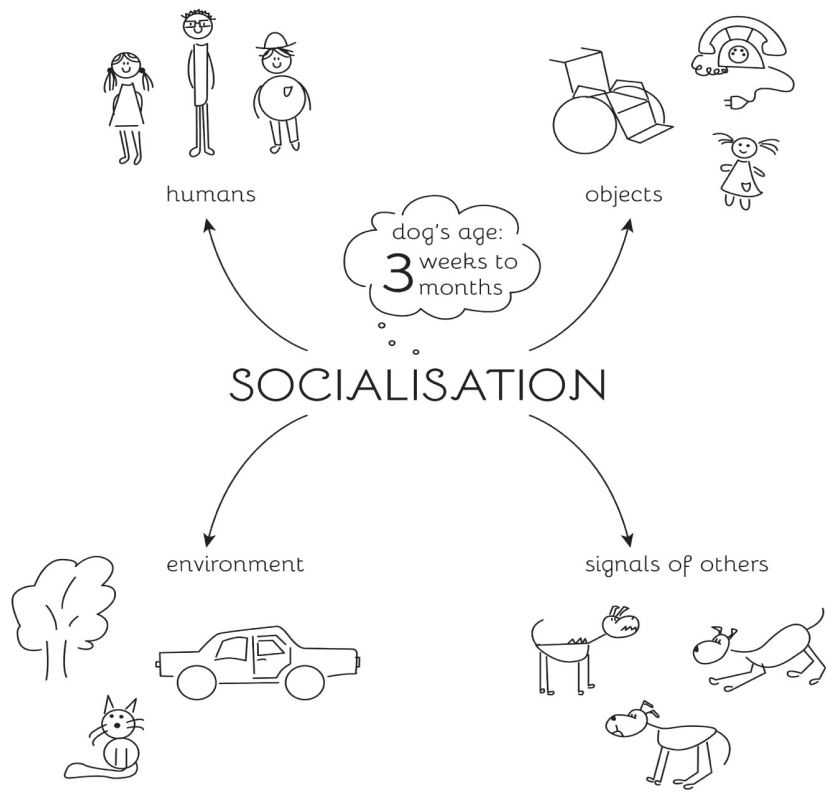 humans
objects
dog's age:
3 weeks to
months
SOCIALISATION
environment
signals of others